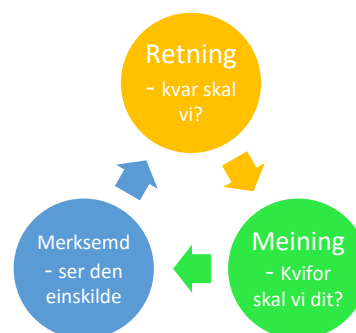 Retning
- kvar skal
vi?
Meining
- Kvifor
skal vi dit?
Merksemd
- ser den
einskilde